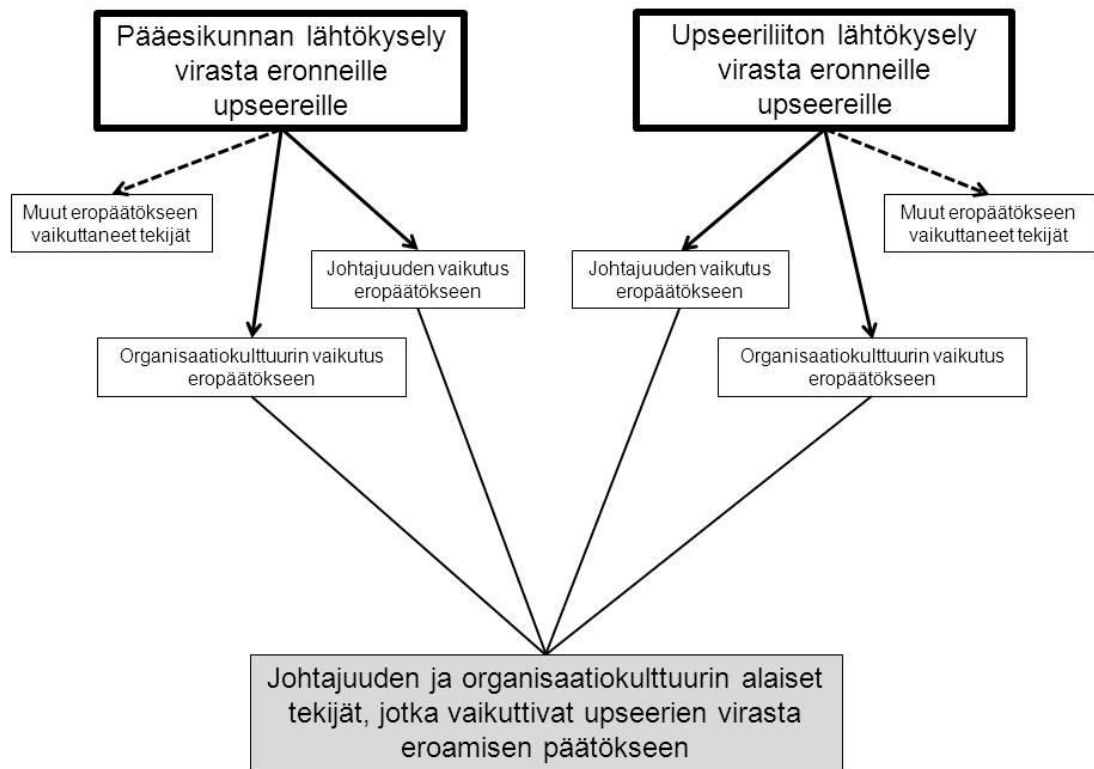 Pääesikunnan lähtökysely
virasta eronneille
upseereille
Upseeriliiton lähtökysely
virasta eronneille
upseereille
Muut eropäätökseen
vaikuttaneet tekijät
Muut eropäätökseen
vaikuttaneet tekijät
Johtajuuden vaikutus
eropäätökseen
Johtajuuden vaikutus
eropäätökseen
Organisaatiokulttuurin vaikutus
eropäätökseen
Organisaatiokulttuurin vaikutus
eropäätökseen
Johtajuuden ja organisaatiokulttuurin alaiset
tekijät, jotka vaikuttivat upseerien virasta
eroamisen päätökseen